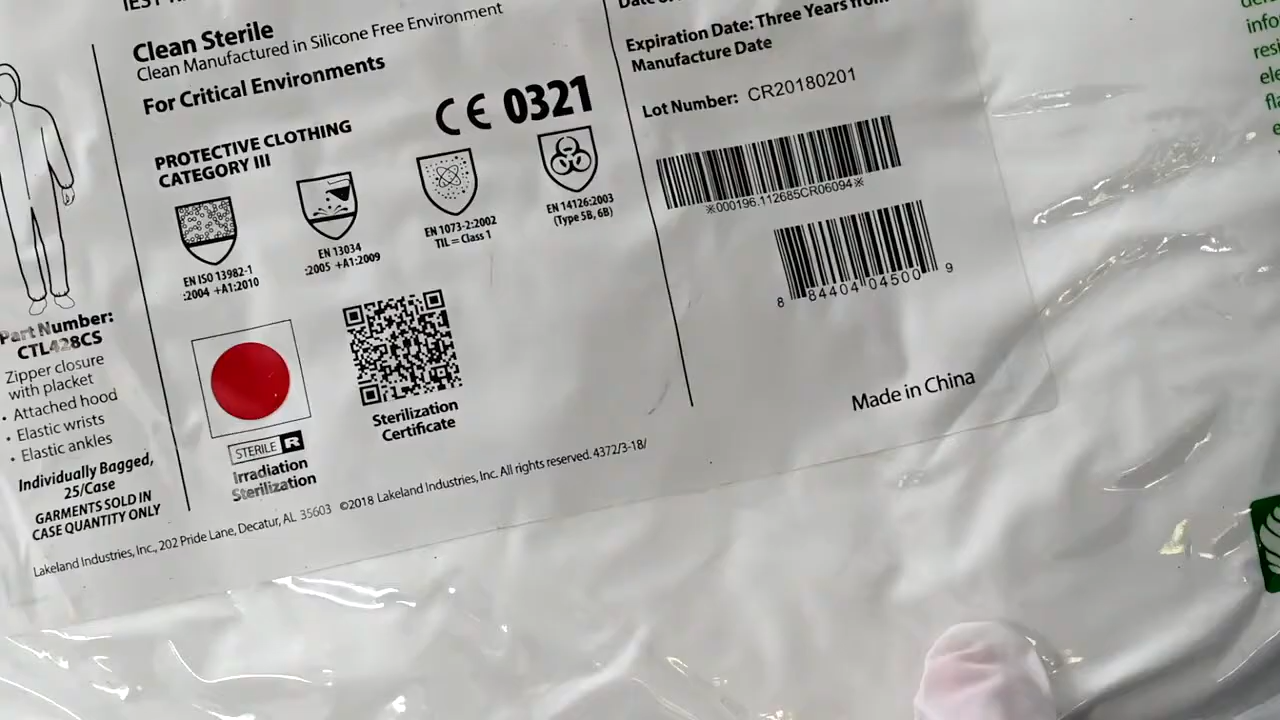 Clean Sterile
Clean Manufactured in Silicone Free Environment
For Critical Environments
CE 0321
PROTECTIVE CLOTHING
CATEGORY III
EN ISO 13982-1
:2004 +A1:2010
EN 13034
:2005 +A1:2009
EN 1073-2:2002
TIL = Class 1
EN 14126:2003
(Type 5B, 6B)
Part Number:
CTL428CS
Zipper closure
with placket
• Attached hood
• Elastic wrists
• Elastic ankles
Individually Bagged,
25/Case
GARMENTS SOLD IN
CASE QUANTITY ONLY
STERILE R
Irradiation
Sterilization
Sterilization
Certificate
Lakeland Industries, Inc., 202 Pride Lane, Decatur, AL 35603 ©2018 Lakeland Industries, Inc. All rights reserved. 4372/3-18/
Expiration Date: Three Years from
Manufacture Date
Lot Number: CR20180201
※000196.112685CR06094※
8 84404 04500 9
Made in China